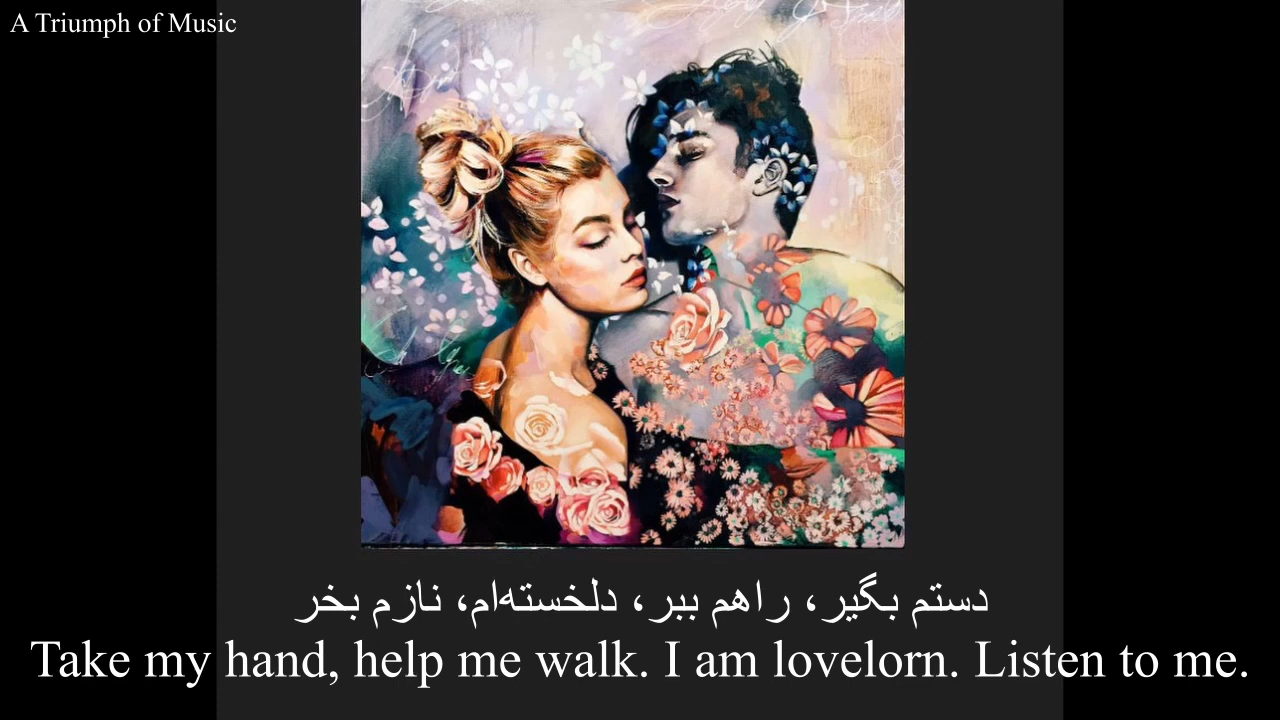 A Triumph of Music
دستم بگیر، راهم ببر، دلخسته‌ام، نازم بخر
Take my hand, help me walk. I am lovelorn. Listen to me.